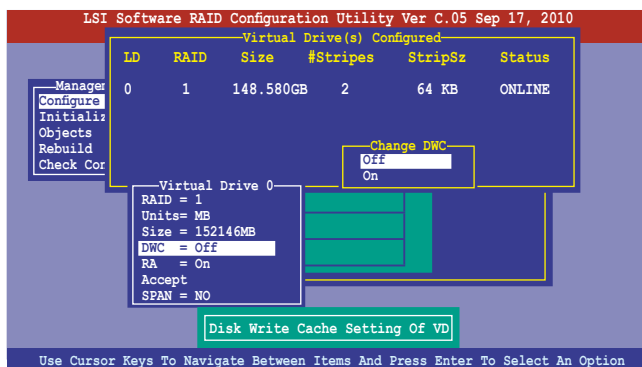 LSI Software RAID Configuration Utility Ver C.05 Sep 17, 2010
Virtual Drive(s) Configured
LD RAID Size #Stripes StripSz Status
0 1 148.580GB 2 64 KB ONLINE
Managem
Configure
Initializ
Objects
Rebuild
Check Con
Change DWC
Off
On
Virtual Drive 0
RAID = 1
Units= MB
Size = 152146MB
DWC = Off
RA = On
Accept
SPAN = NO
Disk Write Cache Setting Of VD
Use Cursor Keys To Navigate Between Items And Press Enter To Select An Option